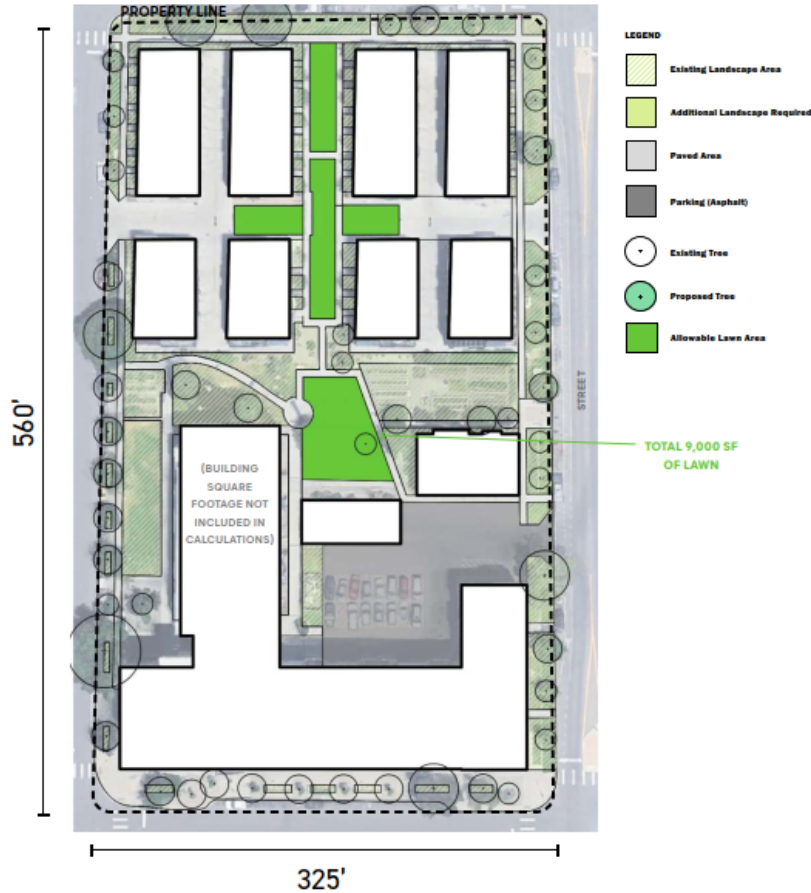 PROPERTY LINE
LEGEND
Existing Landscape Area
Additional Landscape Required
Paved Area
Parking (Asphalt)
Existing Tree
Proposed Tree
Allowable Lawn Area
560'
STREET
TOTAL 9,000 SF
OF LAWN
(BUILDING
SQUARE
FOOTAGE NOT
INCLUDED IN
CALCULATIONS)
325'